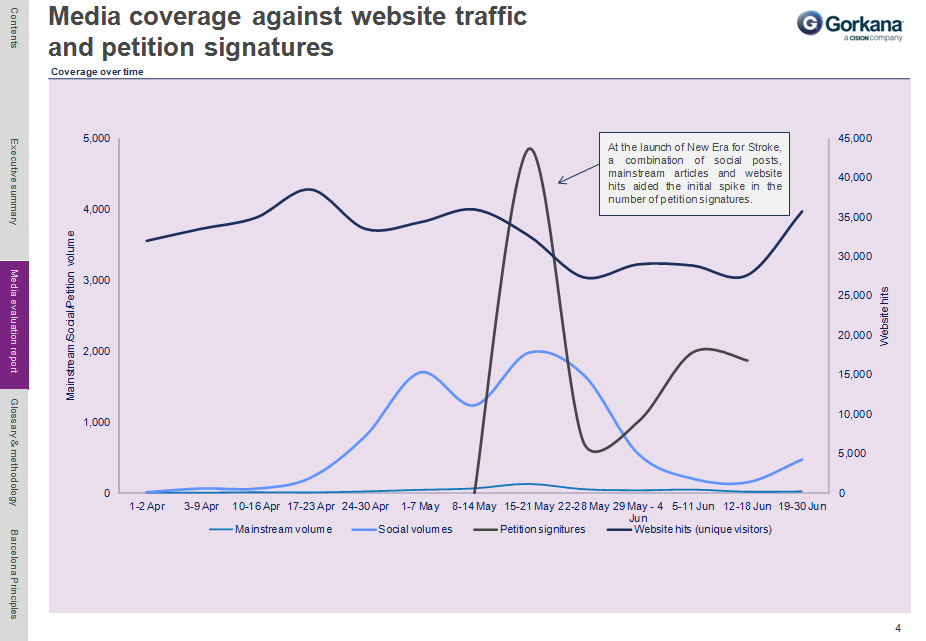 Media coverage against website traffic
and petition signatures
Gorkana
a CISION company
Coverage over time
Contents
Executive summary
Media evaluation report
Glossary & methodology
Barcelona Principles
Mainstream/Social/Petition volume
5,000
4,000
3,000
2,000
1,000
0
At the launch of New Era for Stroke,
a combination of social posts,
mainstream articles and website
hits aided the initial spike in the
number of petition signatures.
45,000
40,000
35,000
30,000
25,000
20,000
15,000
10,000
5,000
0
Website hits
1-2 Apr 3-9 Apr 10-16 Apr 17-23 Apr 24-30 Apr 1-7 May 8-14 May 15-21 May 22-28 May 29 May - 4 5-11 Jun 12-18 Jun 19-30 Jun
Jun
Mainstream volume Social volumes Petition signitures Website hits (unique visitors)
4